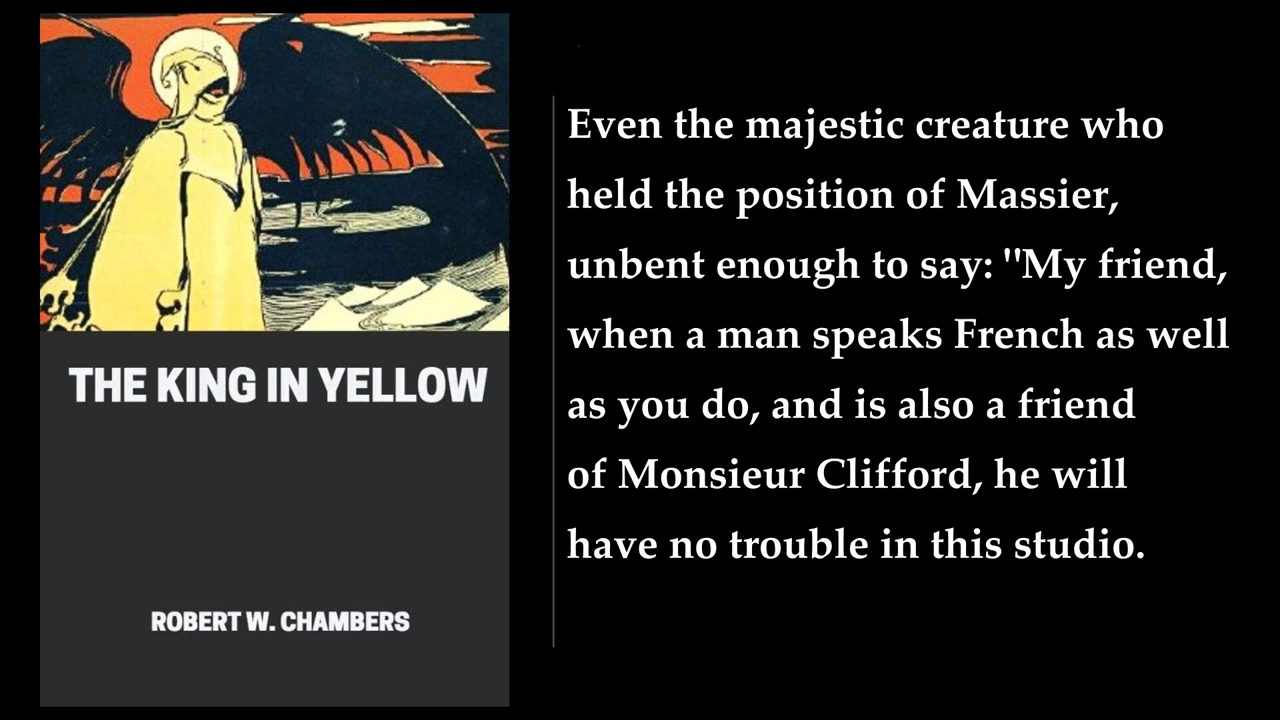 THE KING IN YELLOW
ROBERT W. CHAMBERS
Even the majestic creature who
held the position of Massier,
unbent enough to say: "My friend,
when a man speaks French as well
as you do, and is also a friend
of Monsieur Clifford, he will
have no trouble in this studio.